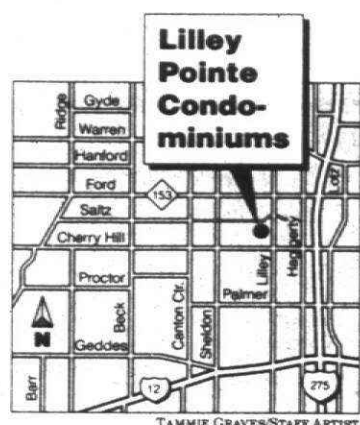 Lilley
Pointe
Condo-
miniums
Ridge
Gyde
Warren
Hanford
Ford
153
Lotz
Saltz
Cherry Hill
Lilley
Haggerty
Proctor
Palmer
Beck
Canton Ctr.
Sheldon
N
Geddes
Barr
12
275
TAMMIE GRAVES/STAFF ARTIST